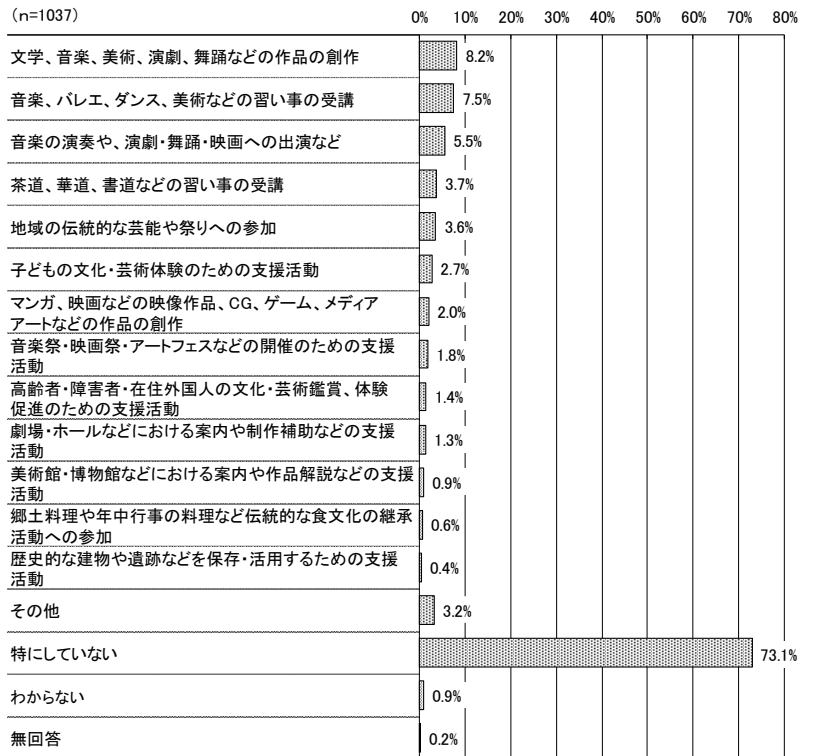 (n=1037)
0% 10% 20% 30% 40% 50% 60% 70% 80%
文学、音楽、美術、演劇、舞踊などの作品の創作 8.2%
音楽、バレエ、ダンス、美術などの習い事の受講 7.5%
音楽の演奏や、演劇・舞踊・映画への出演など 5.5%
茶道、華道、書道などの習い事の受講 3.7%
地域の伝統的な芸能や祭りへの参加 3.6%
子どもの文化・芸術体験のための支援活動 2.7%
マンガ、映画などの映像作品、CG、ゲーム、メディア
アートなどの作品の創作 2.0%
音楽祭・映画祭・アートフェスなどの開催のための支援
活動 1.8%
高齢者・障害者・在住外国人の文化・芸術鑑賞、体験
促進のための支援活動 1.4%
劇場・ホールなどにおける案内や制作補助などの支援
活動 1.3%
美術館・博物館などにおける案内や作品解説などの支援
活動 0.9%
郷土料理や年中行事の料理など伝統的な食文化の継承
活動への参加 0.6%
歴史的な建物や遺跡などを保存・活用するための支援
活動 0.4%
その他 3.2%
特にしていない 73.1%
わからない 0.9%
無回答 0.2%